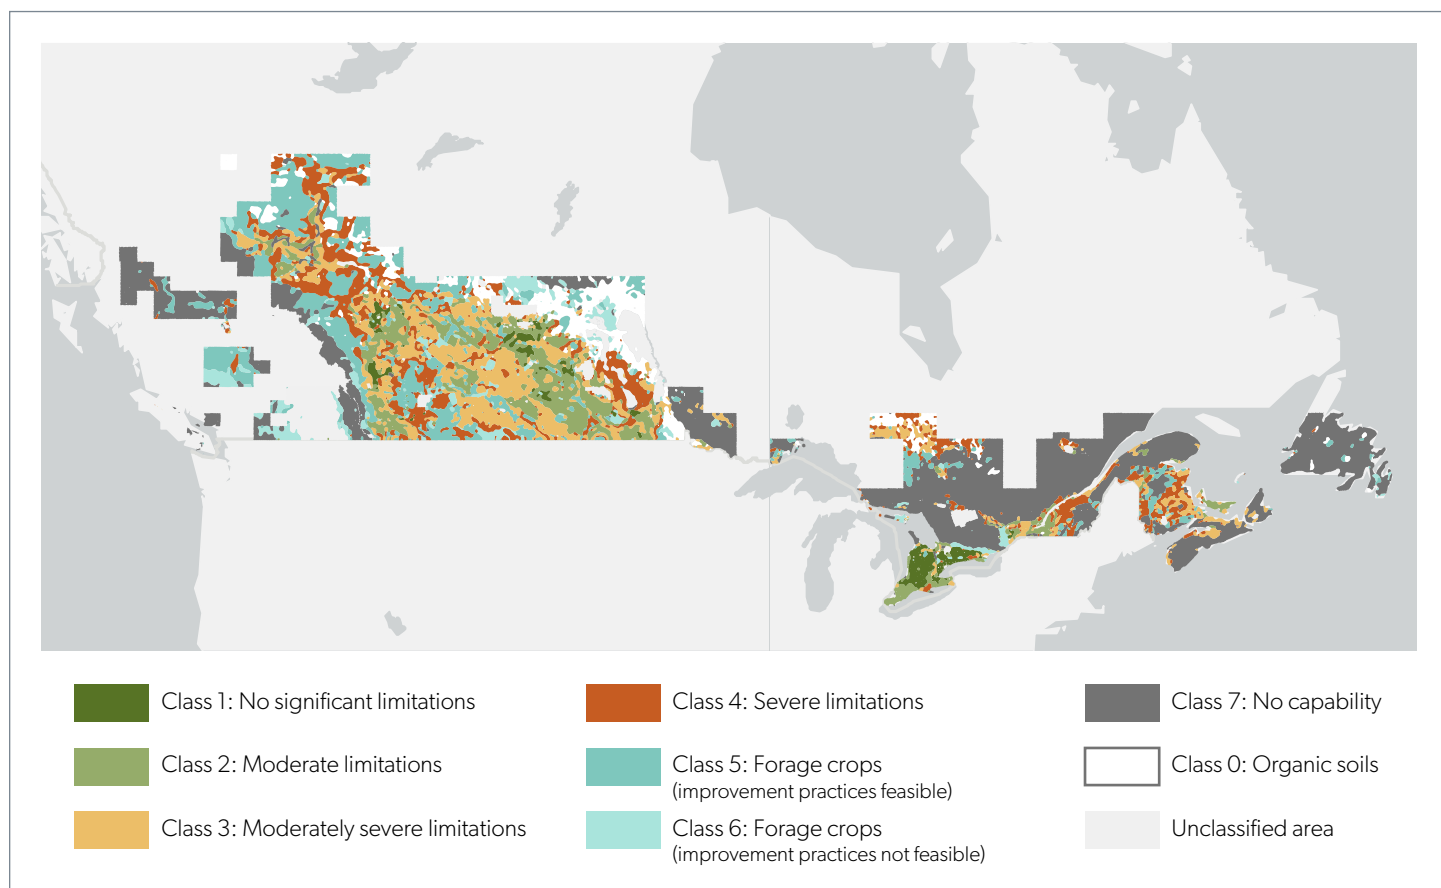 Class 1: No significant limitations
Class 2: Moderate limitations
Class 3: Moderately severe limitations
Class 4: Severe limitations
Class 5: Forage crops
(improvement practices feasible)
Class 6: Forage crops
(improvement practices not feasible)
Class 7: No capability
Class 0: Organic soils
Unclassified area